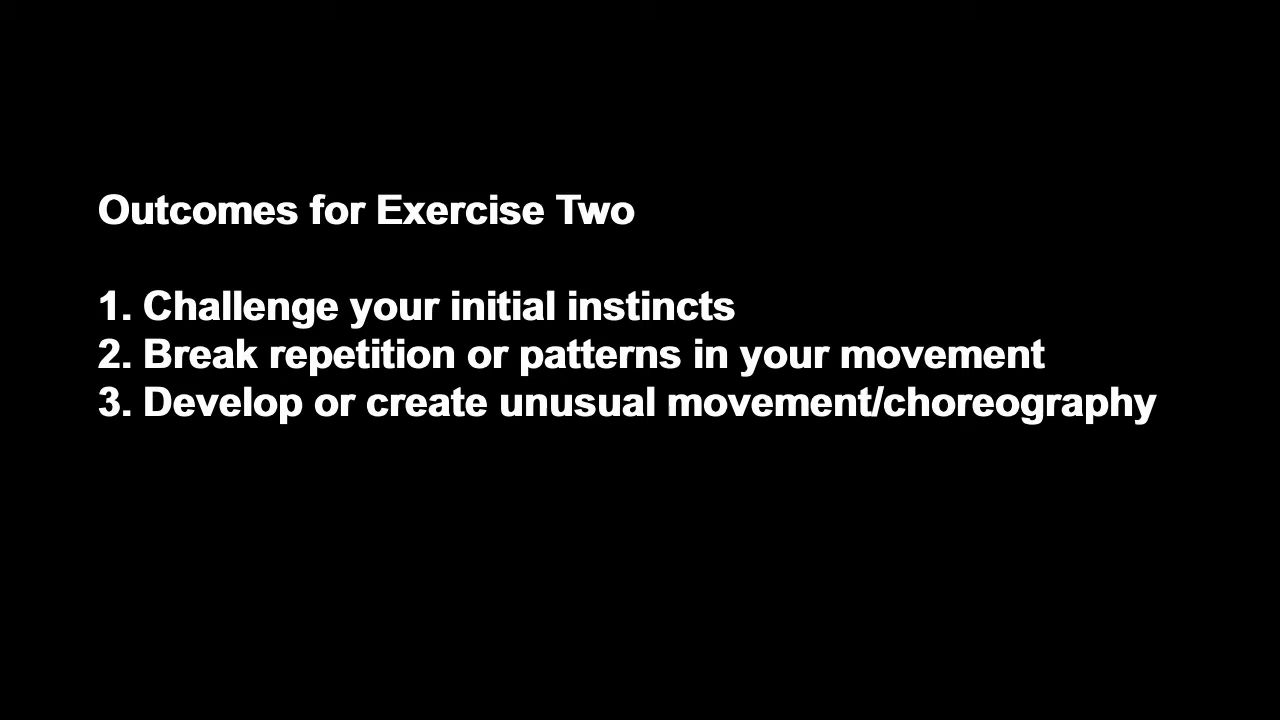 Outcomes for Exercise Two
1. Challenge your initial instincts
2. Break repetition or patterns in your movement
3. Develop or create unusual movement/choreography